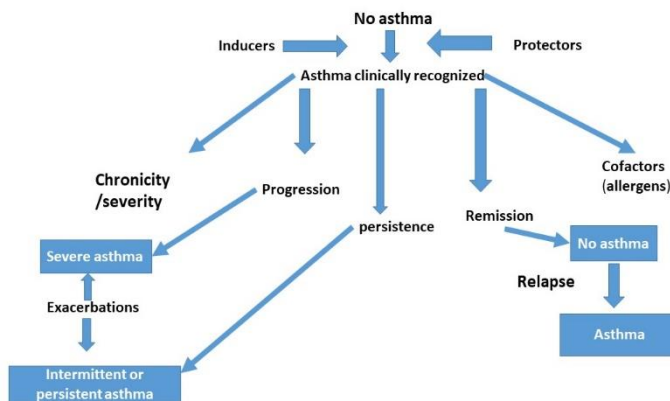 No asthma
Inducers
Protectors
Asthma clinically recognized
Chronicity
/severity
Progression
persistence
Remission
Cofactors
(allergens)
Severe asthma
No asthma
Exacerbations
Relapse
Asthma
Intermittent or
persistent asthma